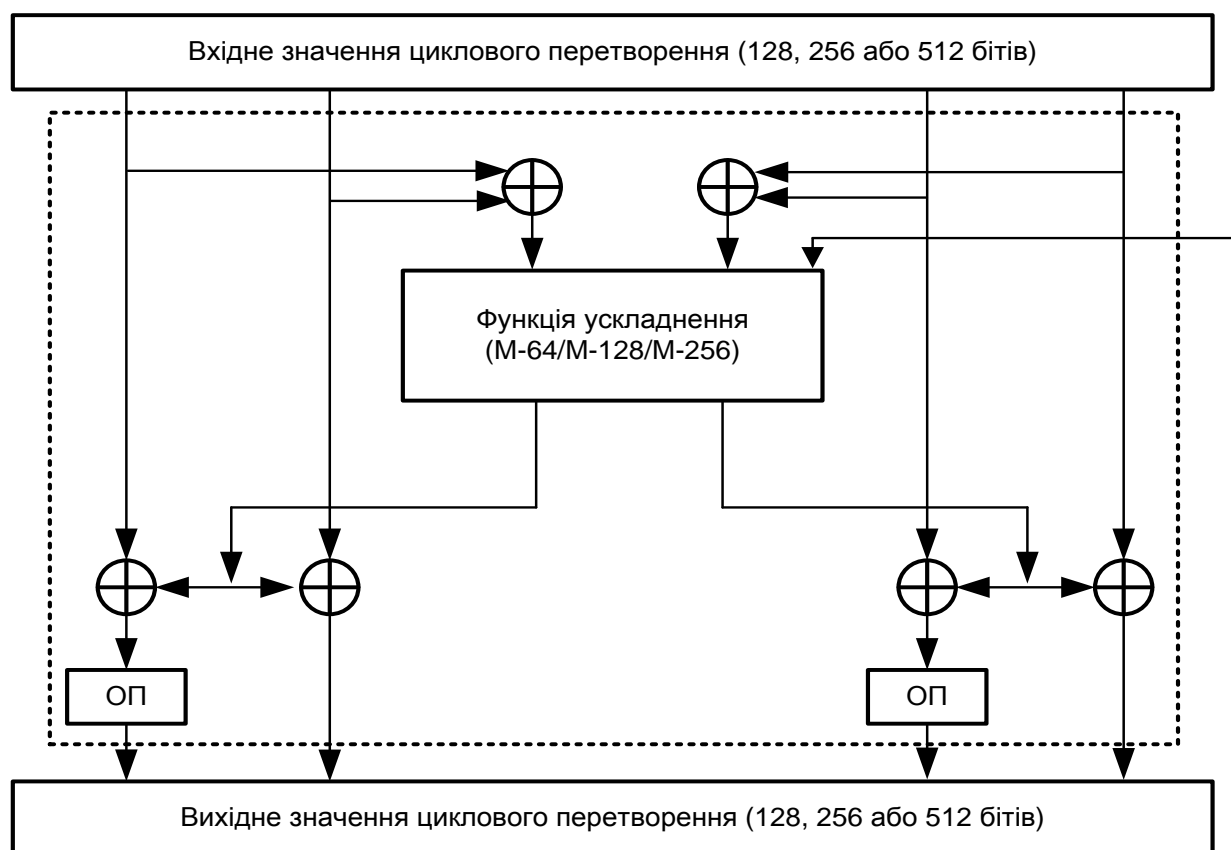 Вхідне значення циклового перетворення (128, 256 або 512 бітів)
Функція ускладнення
(М-64/М-128/М-256)
ОП
ОП
Вихідне значення циклового перетворення (128, 256 або 512 бітів)